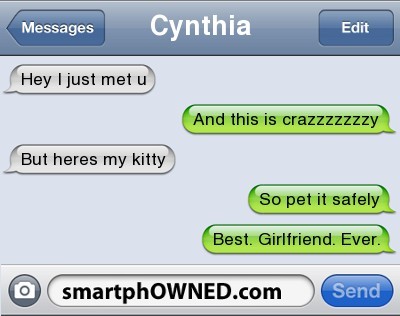 Messages
Cynthia
Edit
Hey I just met u
And this is crazzzzzzzy
But heres my kitty
So pet it safely
Best. Girlfriend. Ever.
smartphOWNED.com
Send